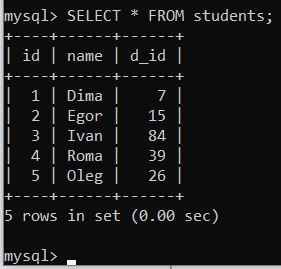 mysql> SELECT * FROM students;
+----+------+------+
| id | name | d_id |
+----+------+------+
|  1 | Dima |    7 |
|  2 | Egor |   15 |
|  3 | Ivan |   84 |
|  4 | Roma |   39 |
|  5 | Oleg |   26 |
+----+------+------+
5 rows in set (0.00 sec)
mysql> _